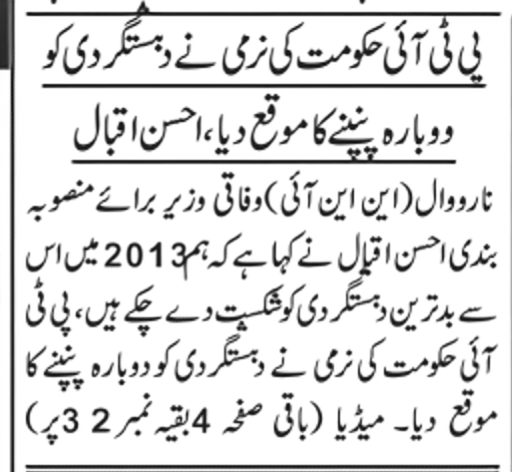 پی ٹی آئی حکومت کی نرمی نے دہشتگردی کو
دوبارہ پنپنے کا موقع دیا، احسن اقبال
نارووال (این این آئی) وفاقی وزیر برائے منصوبہ
بندی احسن اقبال نے کہا ہے کہ ہم 2013 میں اس
سے بدترین دہشتگردی کو شکست دے چکے ہیں، پی ٹی
آئی حکومت کی نرمی نے دہشتگردی کو دوبارہ پنپنے کا
موقع دیا۔ میڈیا (باقی صفحہ 4 بقیہ نمبر 2 3 پر)